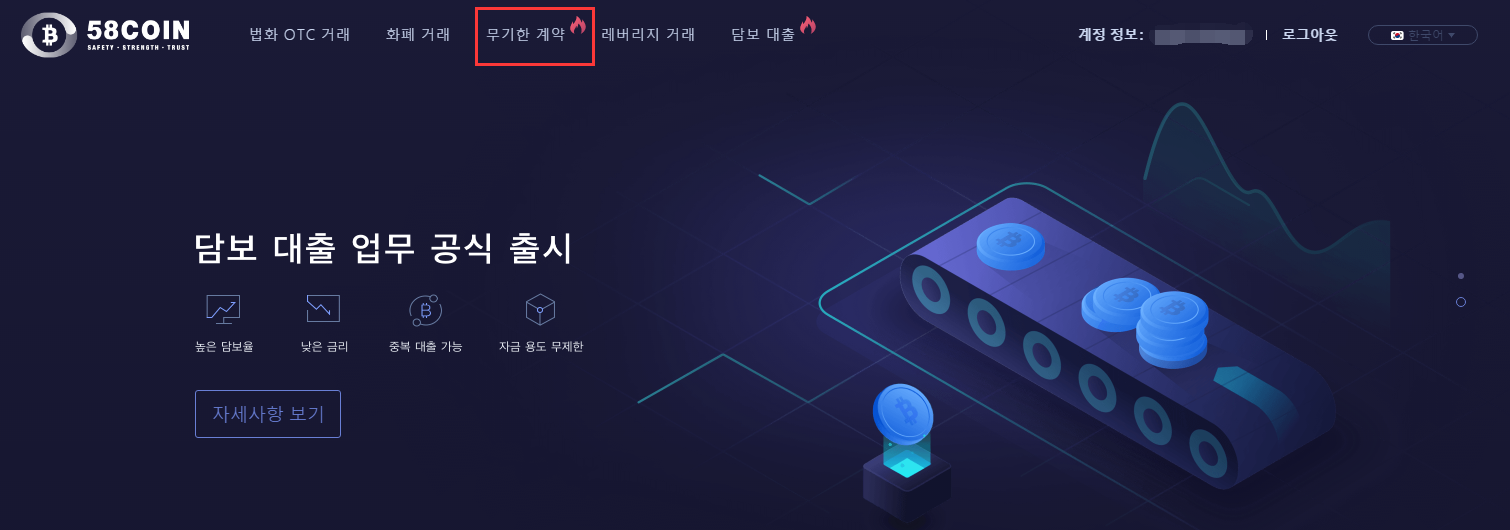 58COIN
SAFETY · STRENGTH · TRUST
법화 OTC 거래 화폐 거래 무기한 계약 레버리지 거래 담보 대출
계정 정보: 로그아웃 한국어
담보 대출 업무 공식 출시
높은 담보율 낮은 금리 중복 대출 가능 자금 용도 무제한
자세사항 보기